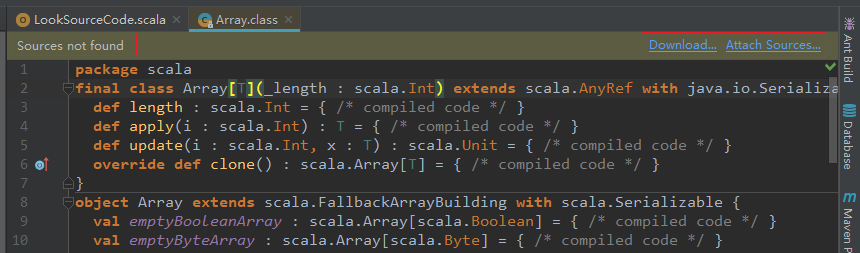 LookSourceCode.scala Array.class
Sources not found Download... Attach Sources...
1 package scala
2 final class Array[T](_length : scala.Int) extends scala.AnyRef with java.io.Serializa
3 def length : scala.Int = { /* compiled code */ }
4 def apply(i : scala.Int) : T = { /* compiled code */ }
5 def update(i : scala.Int, x : T) : scala.Unit = { /* compiled code */ }
6 override def clone() : scala.Array[T] = { /* compiled code */ }
7 }
8 object Array extends scala.FallbackArrayBuilding with scala.Serializable {
9 val emptyBooleanArray : scala.Array[scala.Boolean] = { /* compiled code */ }
10 val emptyByteArray : scala.Array[scala.Byte] = { /* compiled code */ }
Ant Build
Database
Maven P